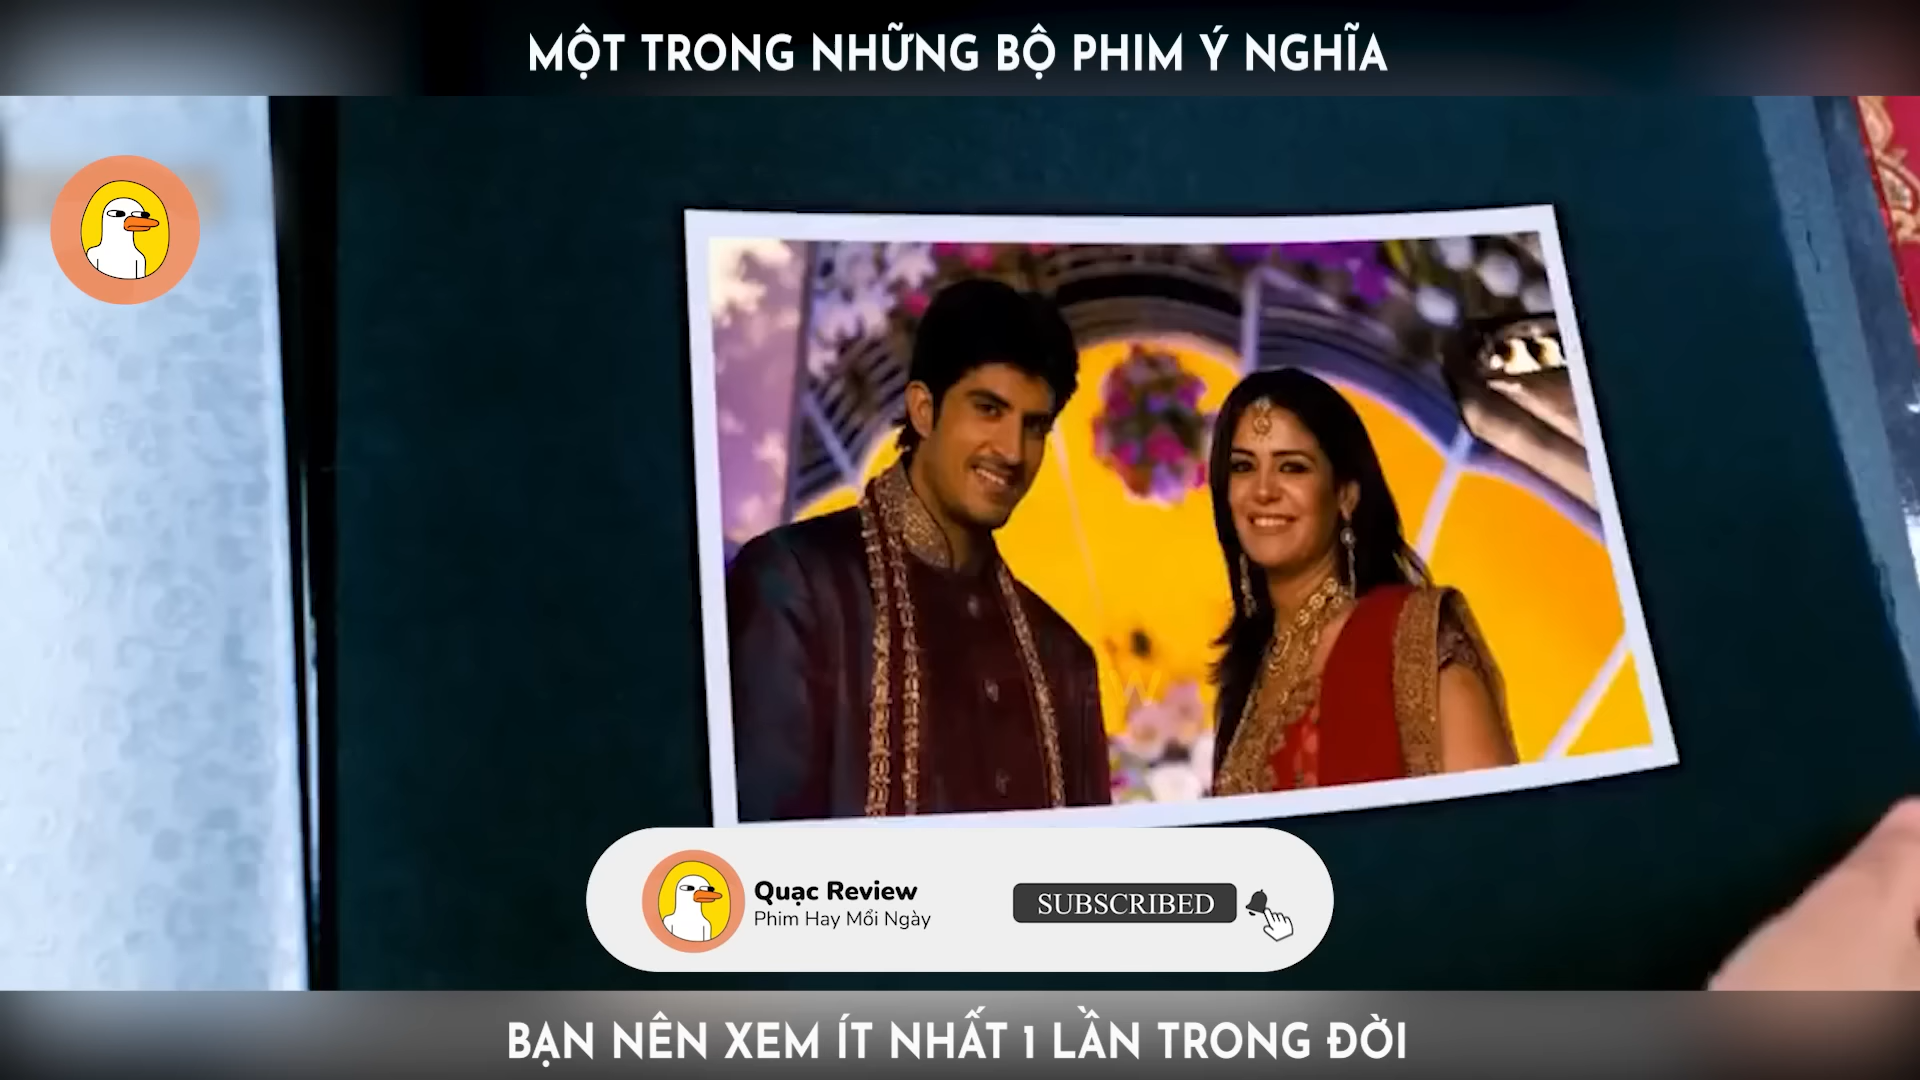 MỘT TRONG NHỮNG BỘ PHIM Ý NGHĨA
Quạc Review
Phim Hay Mỗi Ngày
SUBSCRIBED
BẠN NÊN XEM ÍT NHẤT 1 LẦN TRONG ĐỜI